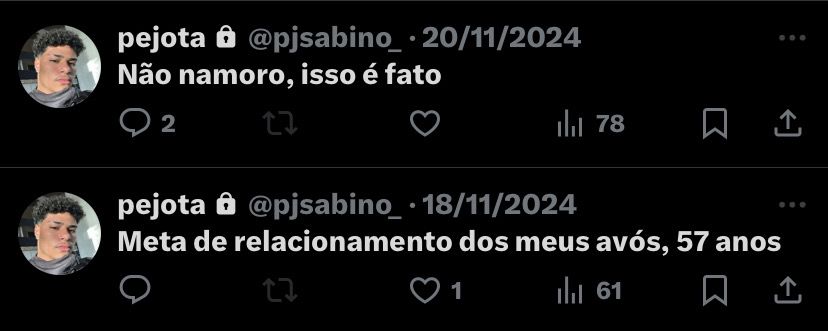 pejota @pjsabino_ · 20/11/2024
Não namoro, isso é fato
2 78
pejota @pjsabino_ · 18/11/2024
Meta de relacionamento dos meus avós, 57 anos
1 61